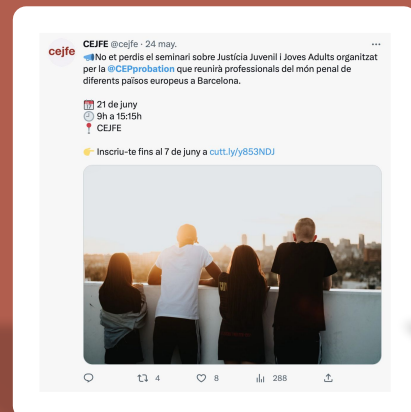 cejfe
CEJFE @cejfe · 24 may.
📣No et perdis el seminari sobre Justícia Juvenil i Joves Adults organitzat
per la @CEPprobation que reunirà professionals del món penal de
diferents països europeus a Barcelona.
📅 21 de juny
🕘 9h a 15:15h
📍 CEJFE
👉 Inscriu-te fins al 7 de juny a cutt.ly/y853NDJ
4 8 288